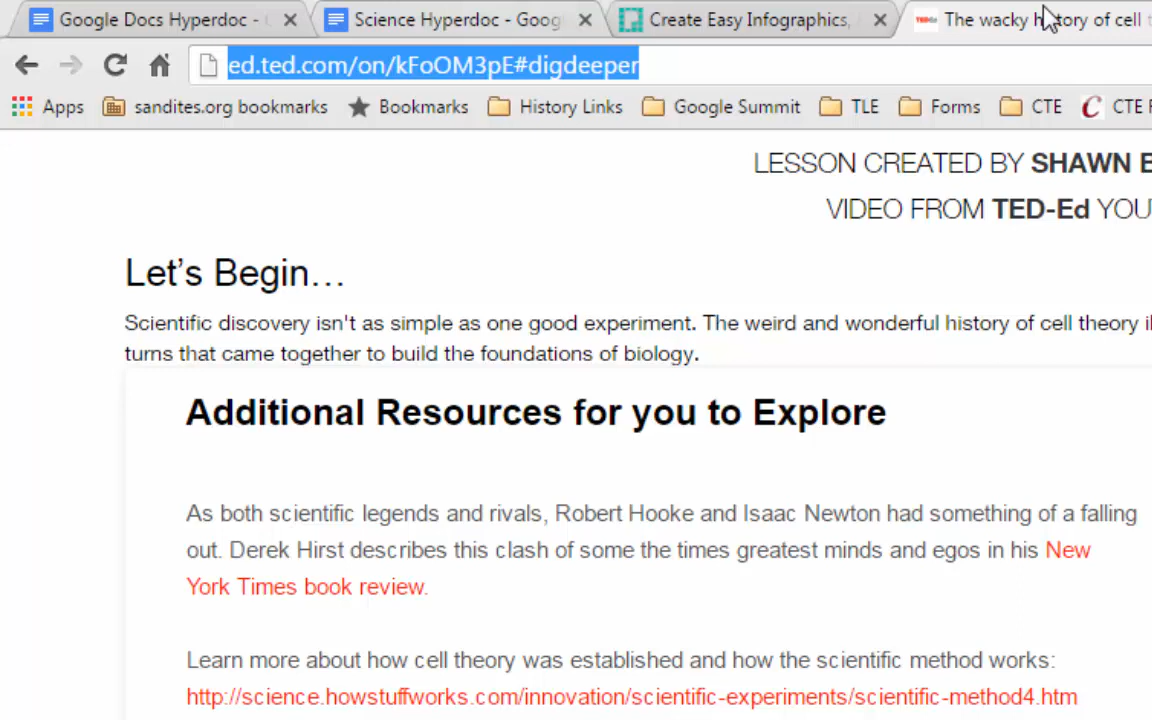 Google Docs Hyperdoc -
Science Hyperdoc - Goog
Create Easy Infographics,
The wacky history of cell
ed.ted.com/on/kFoOM3pE#digdeeper
Apps
sandites.org bookmarks
Bookmarks
History Links
Google Summit
TLE
Forms
CTE
CTE
LESSON CREATED BY SHAWN
VIDEO FROM TED-Ed YOU
Let's Begin…
Scientific discovery isn't as simple as one good experiment. The weird and wonderful history of cell theory
turns that came together to build the foundations of biology.
Additional Resources for you to Explore
As both scientific legends and rivals, Robert Hooke and Isaac Newton had something of a falling
out. Derek Hirst describes this clash of some the times greatest minds and egos in his New
York Times book review.
Learn more about how cell theory was established and how the scientific method works:
http://science.howstuffworks.com/innovation/scientific-experiments/scientific-method4.htm